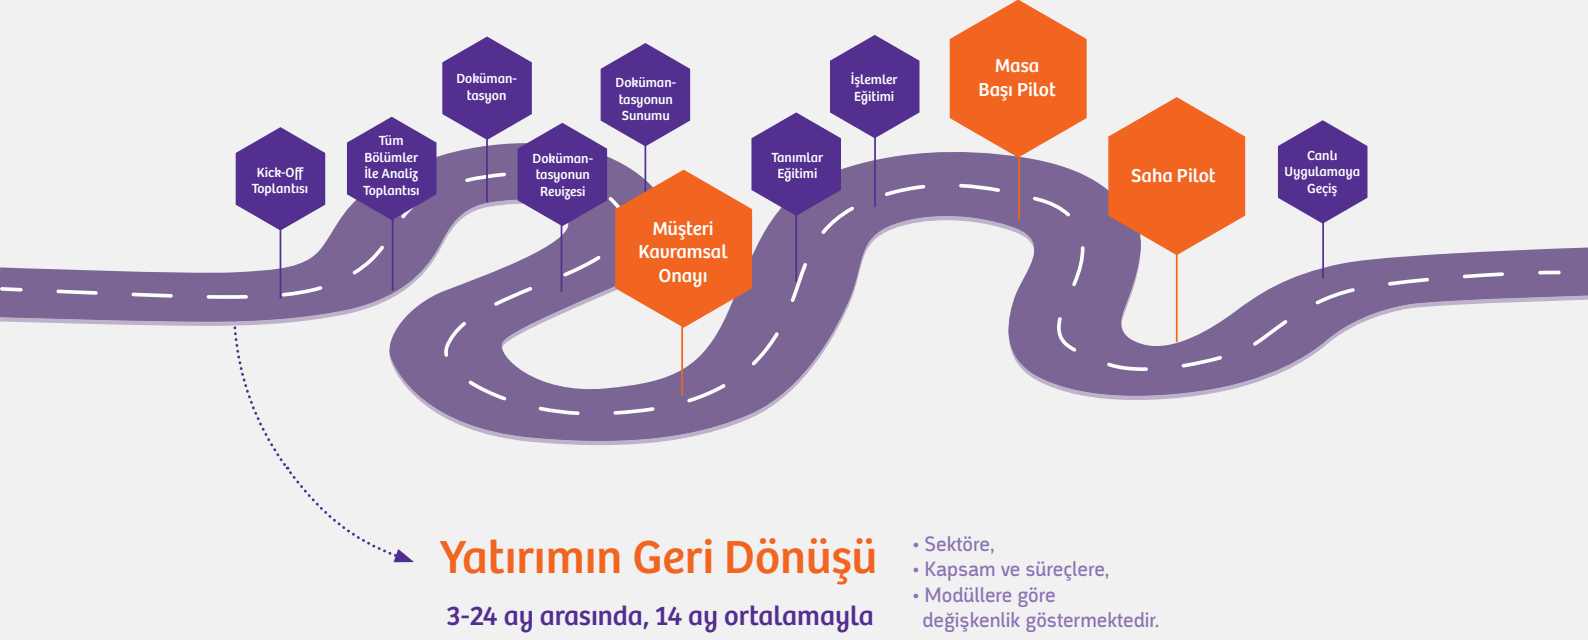 Kick-Off
Toplantısı
Tüm
Bölümler
İle Analiz
Toplantısı
Doküman-
tasyon
Doküman-
tasyonun
Revizesi
Doküman-
tasyonun
Sunumu
Müşteri
Kavramsal
Onayı
Tanımlar
Eğitimi
İşlemler
Eğitimi
Masa
Başı Pilot
Saha Pilot
Canlı
Uygulamaya
Geçiş
Yatırımın Geri Dönüşü
3-24 ay arasında, 14 ay ortalamayla
• Sektöre,
• Kapsam ve süreçlere,
• Modüllere göre
değişkenlik göstermektedir.